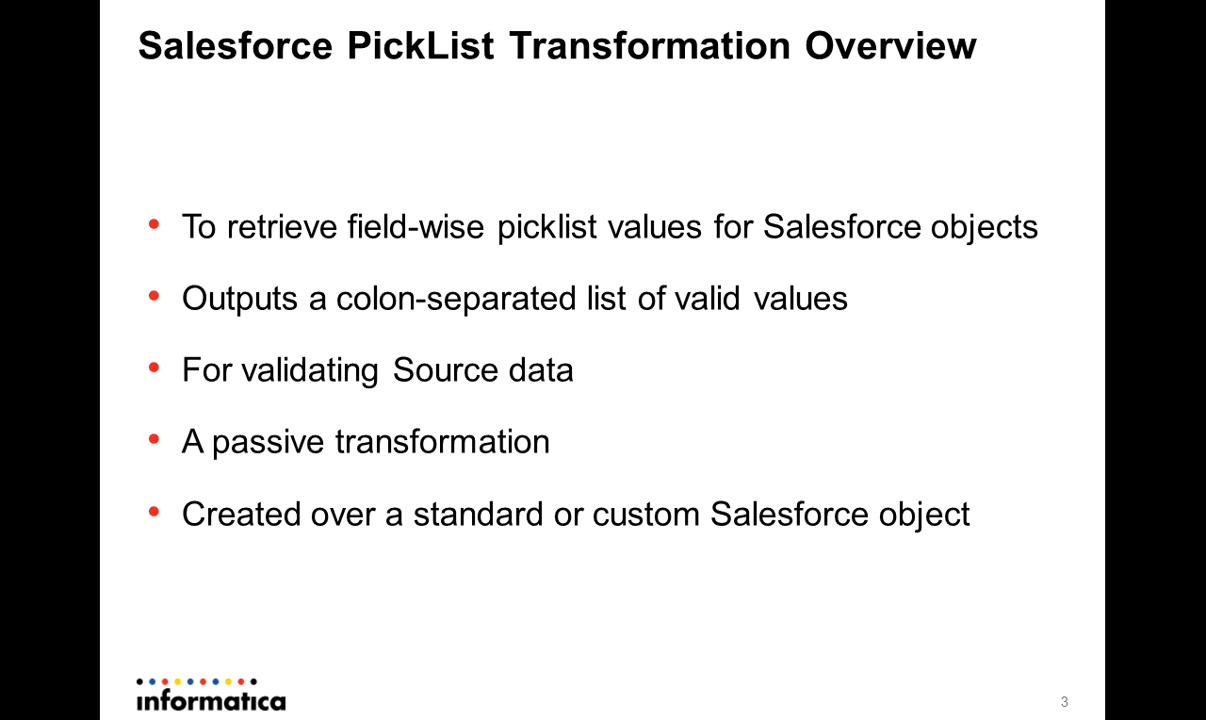 Salesforce PickList Transformation Overview
• To retrieve field-wise picklist values for Salesforce objects
• Outputs a colon-separated list of valid values
• For validating Source data
• A passive transformation
• Created over a standard or custom Salesforce object
informatica
3